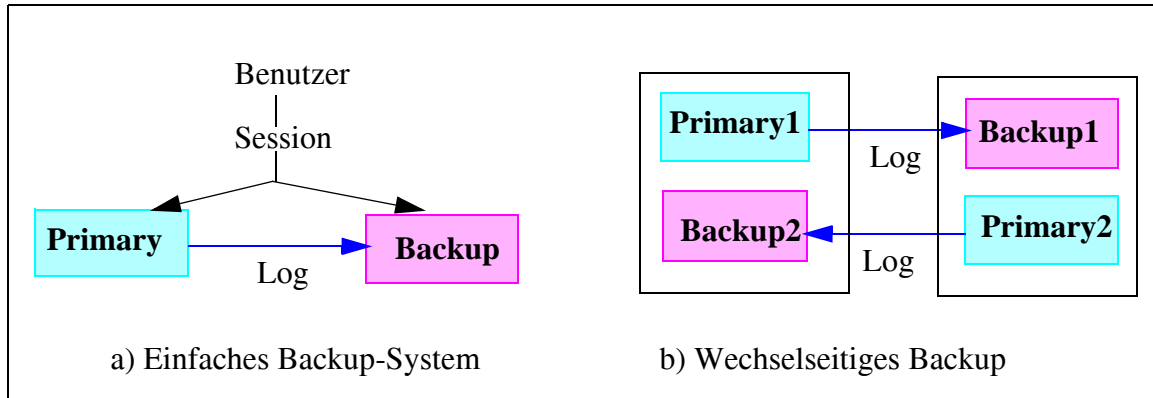 Benutzer
Session
Primary
Backup
Log
a) Einfaches Backup-System
Primary1
Backup1
Log
Backup2
Primary2
Log
b) Wechselseitiges Backup